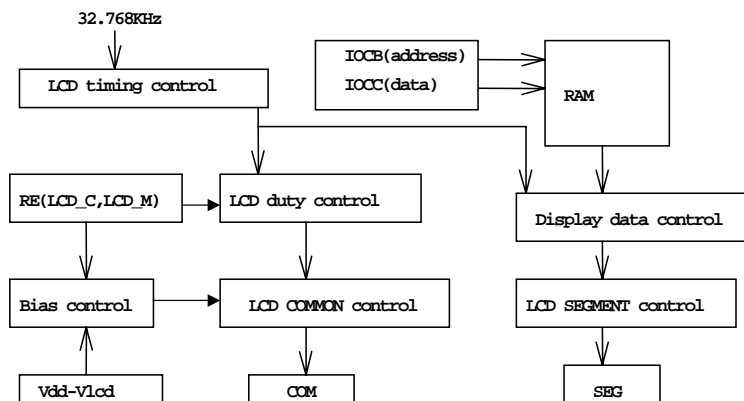 32.768KHz
LCD timing control
IOCB(address)
IOCC(data)
RAM
RE(LCD_C,LCD_M)
LCD duty control
Display data control
Bias control
LCD COMMON control
LCD SEGMENT control
Vdd-Vlcd
COM
SEG